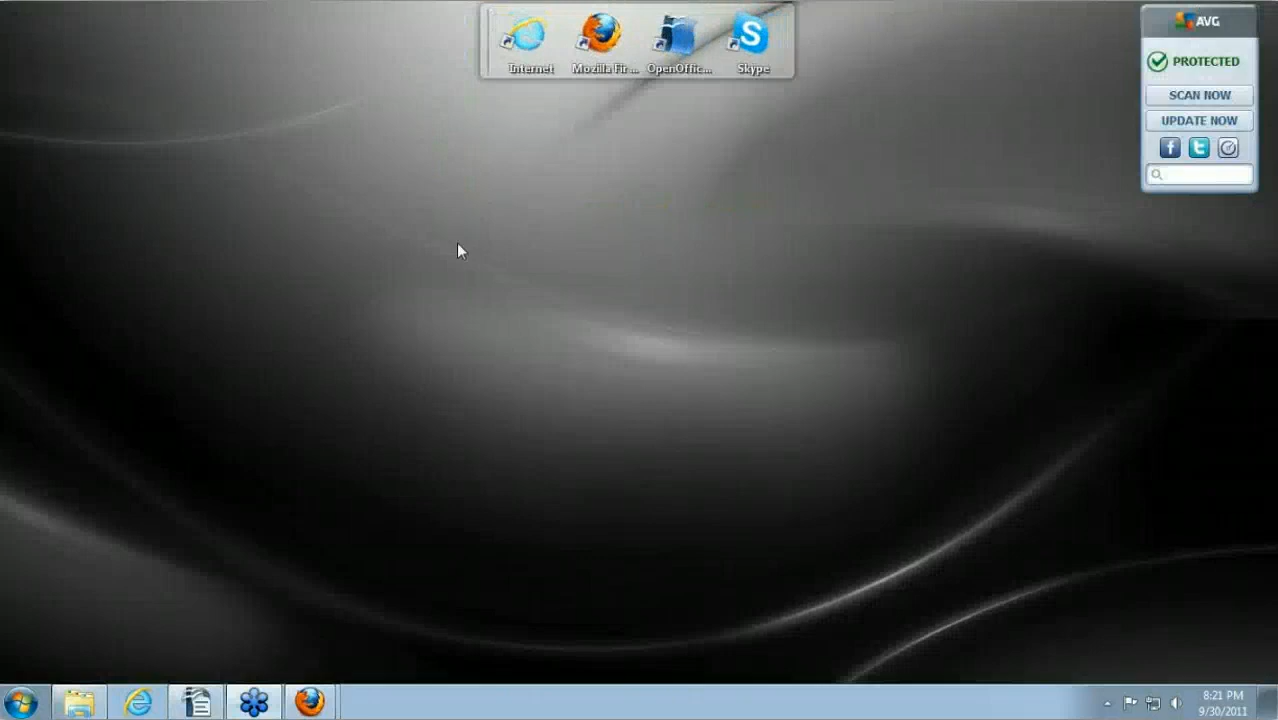 Internet
Mozilla Fir ...
OpenOffic...
Skype
AVG
PROTECTED
SCAN NOW
UPDATE NOW
8:21 PM
9/30/2011